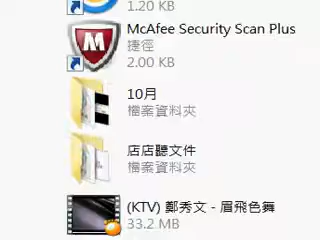 1.20 KB
McAfee Security Scan Plus
捷徑
2.00 KB
10月
檔案資料夾
店店聽文件
檔案資料夾
(KTV) 鄭秀文 - 眉飛色舞
33.2 MB